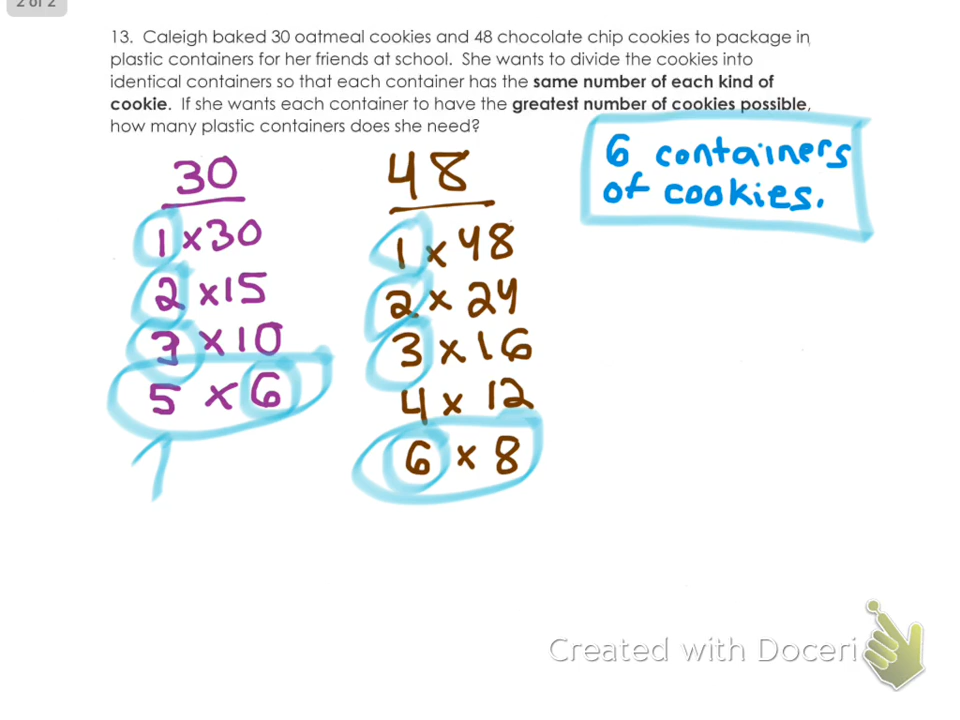 2 of 2
13. Caleigh baked 30 oatmeal cookies and 48 chocolate chip cookies to package in
plastic containers for her friends at school. She wants to divide the cookies into
identical containers so that each container has the same number of each kind of
cookie. If she wants each container to have the greatest number of cookies possible,
how many plastic containers does she need?
6 containers
of cookies.
30
1 x 30
2 x 15
3 x 10
5 x 6
48
1 x 48
2 x 24
3 x 16
4 x 12
6 x 8
Created with Doceri